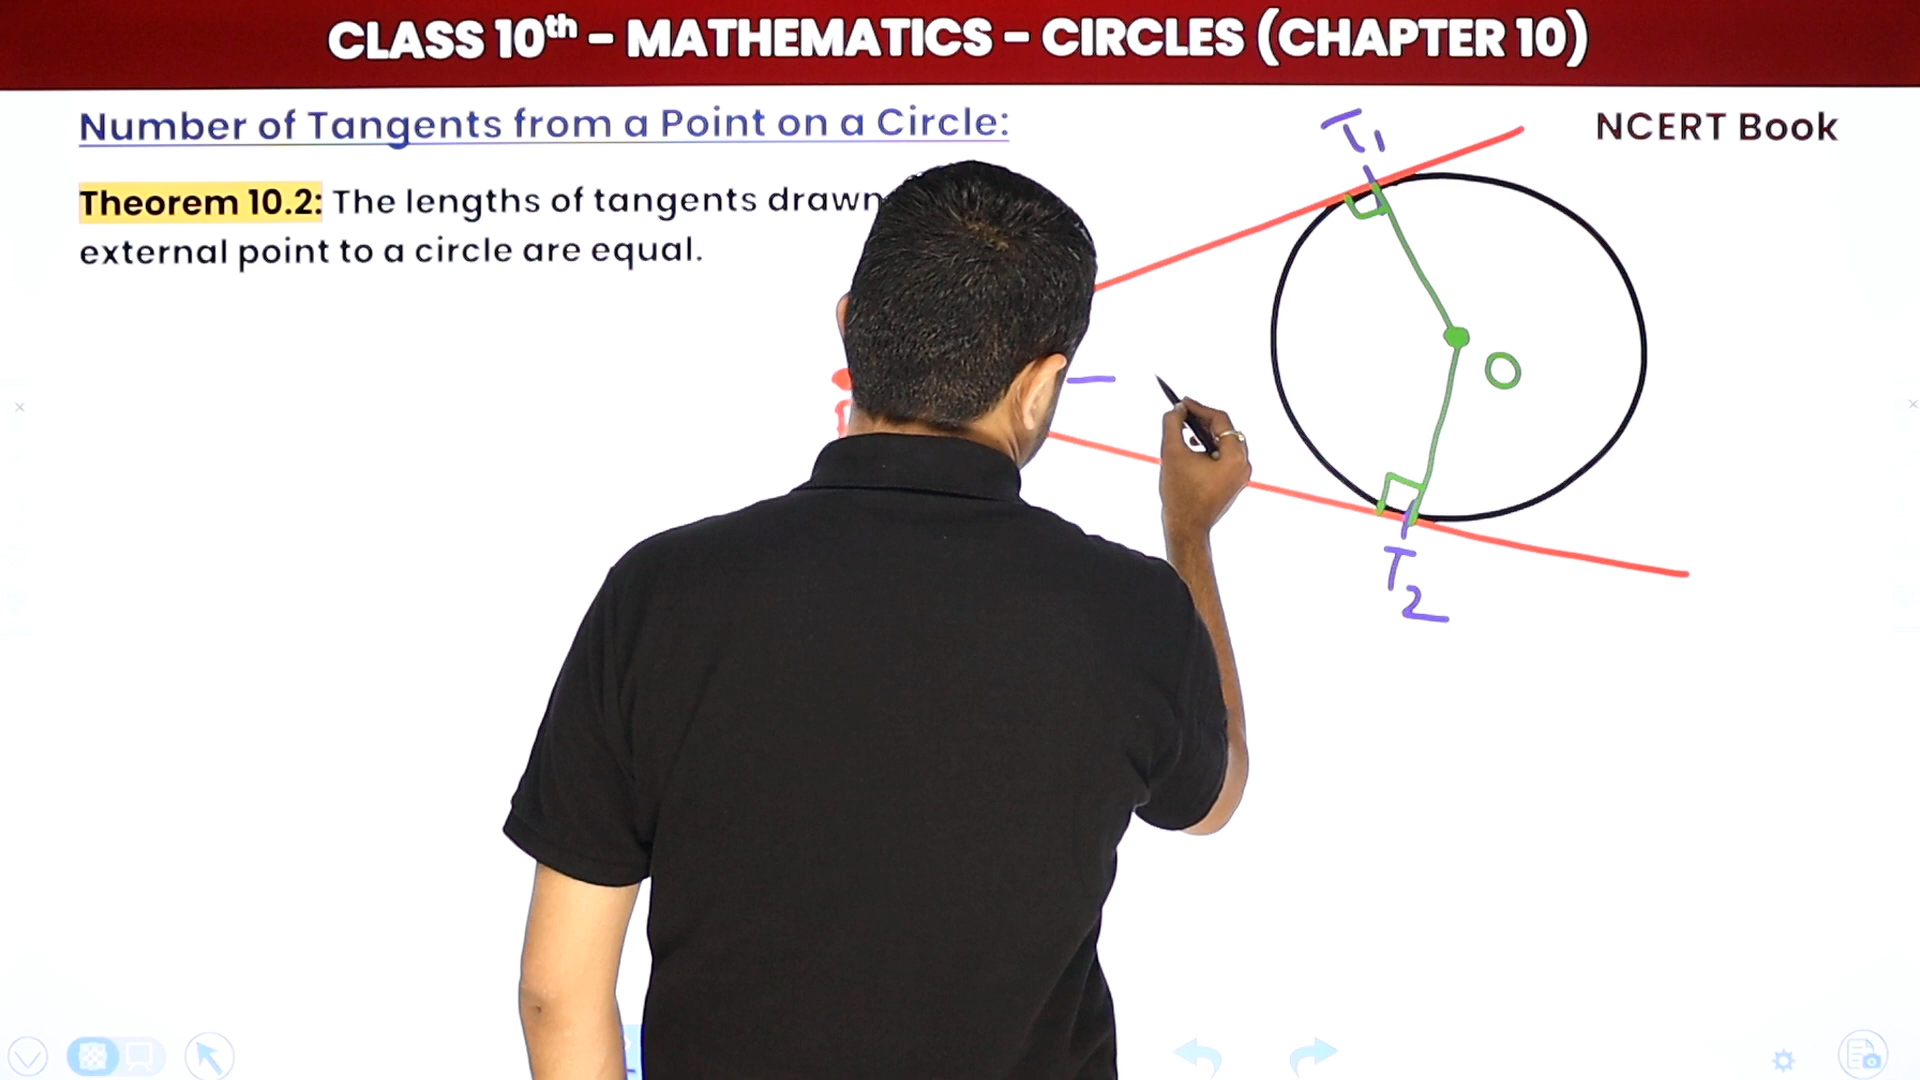 CLASS 10th - MATHEMATICS - CIRCLES (CHAPTER 10)
Number of Tangents from a Point on a Circle:
NCERT Book
Theorem 10.2: The lengths of tangents drawn
external point to a circle are equal.
T1
O
T2